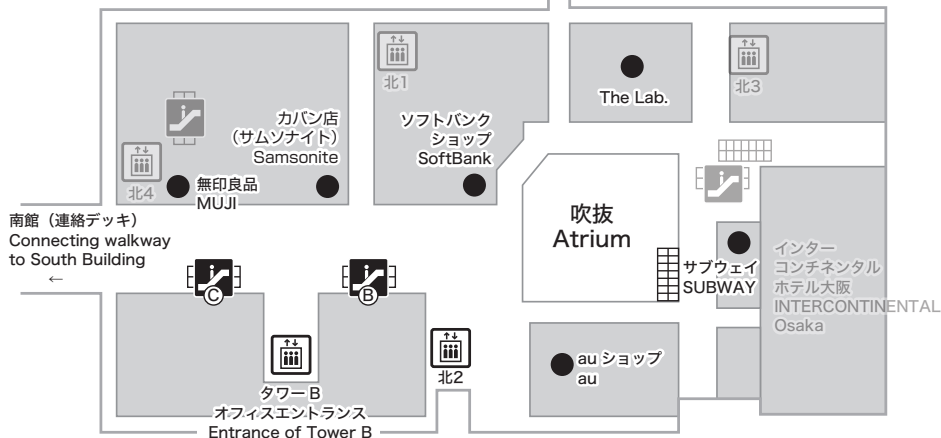 北1
The Lab.
北3
カバン店
（サムソナイト）
Samsonite
ソフトバンク
ショップ
SoftBank
北4
無印良品
MUJI
南館（連絡デッキ）
Connecting walkway
to South Building
←
吹抜
Atrium
サブウェイ
SUBWAY
インター
コンチネンタル
ホテル大阪
INTERCONTINENTAL
Osaka
C
B
北2
au ショップ
au
タワー B
オフィスエントランス
Entrance of Tower B